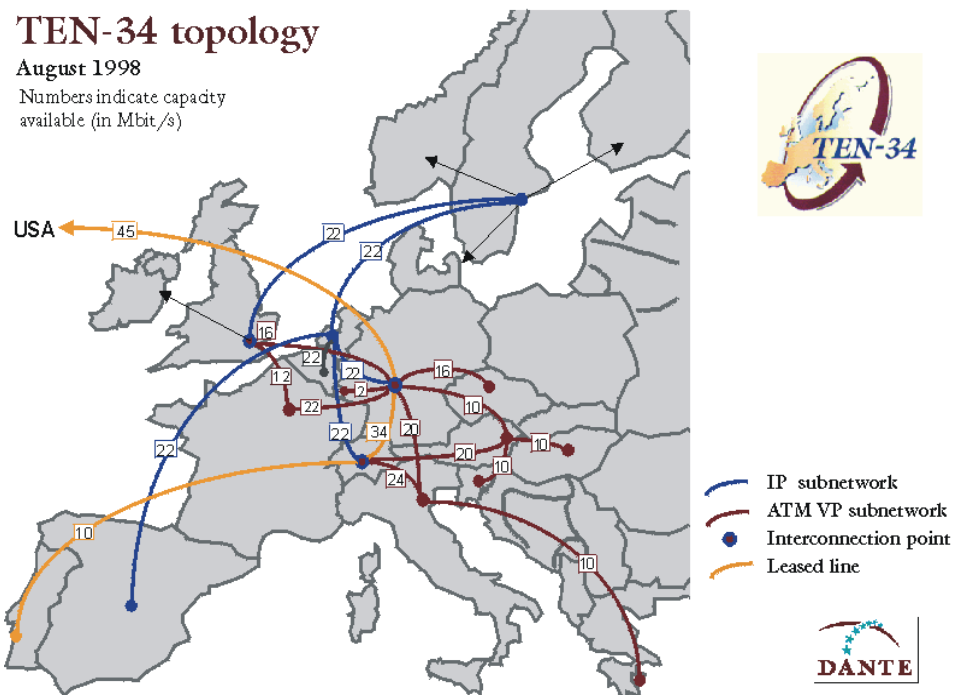 TEN-34 topology
August 1998
Numbers indicate capacity
available (in Mbit/s)
TEN-34
USA
45
22
22
16
22
12
22
2
16
22
10
22
34
20
22
20
10
10
24
10
10
IP subnetwork
ATM VP subnetwork
Interconnection point
Leased line
DANTE